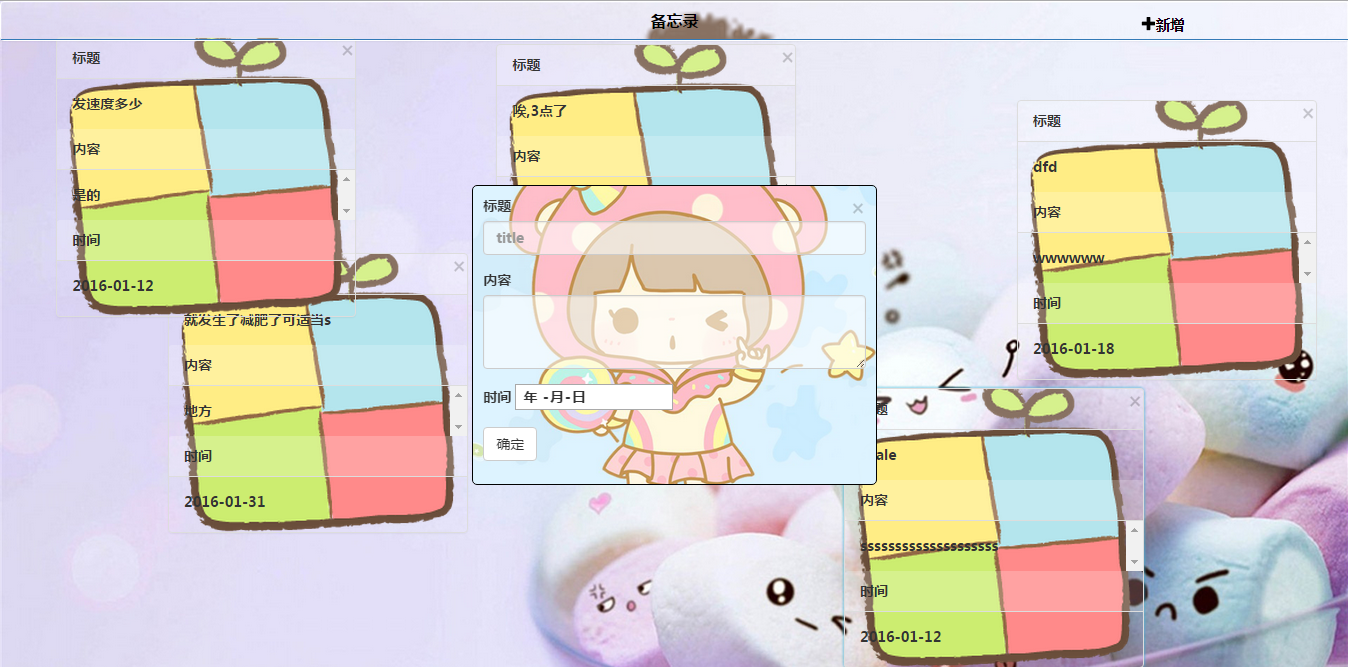 备忘录
✚新增
标题
×
发速度多少
内容
是的
时间
2016-01-12
×
就发生了减肥了可适当s
内容
地方
时间
2016-01-31
标题
×
唉,3点了
内容
标题
×
title
内容
时间 年 -月-日
确定
标题
×
dfd
内容
wwwwww
时间
2016-01-18
题
×
ale
内容
ssssssssssssssssssss
时间
2016-01-12